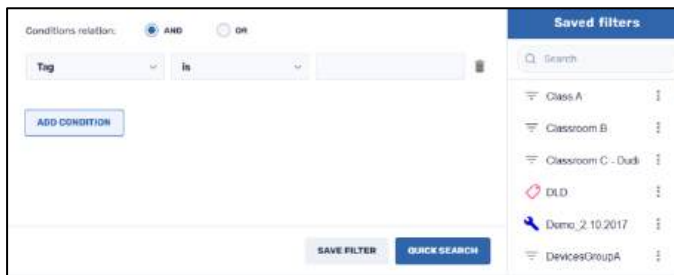 Conditions relation:
AND
OR
Tag
is
ADD CONDITION
SAVE FILTER
QUICK SEARCH
Saved filters
Search
Class A
Classroom B
Classroom C - Dudi
DLD
Demo_2.10.2017
DevicesGroupA